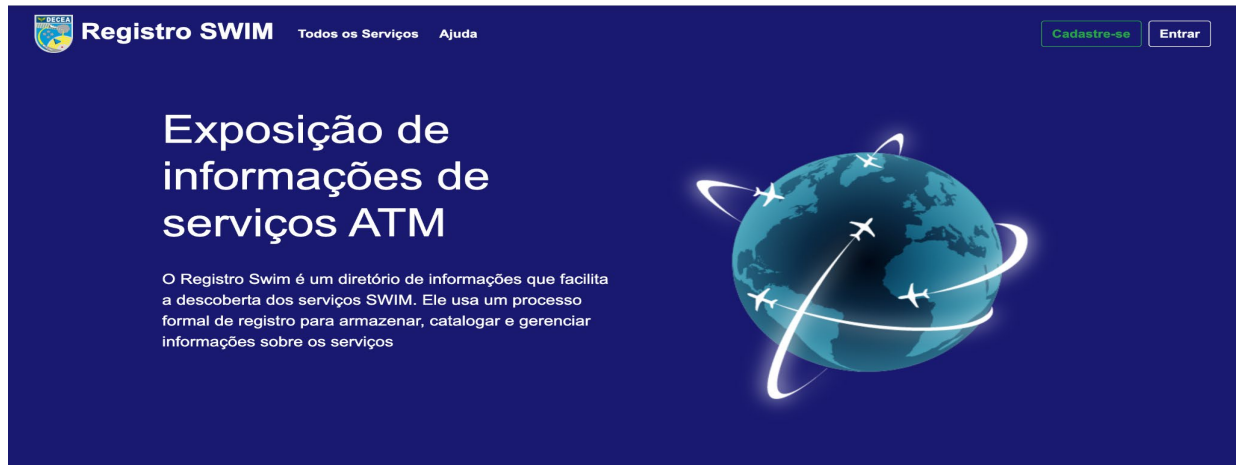 DECEA
Registro SWIM Todos os Serviços Ajuda Cadastre-se Entrar
Exposição de
informações de
serviços ATM
O Registro Swim é um diretório de informações que facilita
a descoberta dos serviços SWIM. Ele usa um processo
formal de registro para armazenar, catalogar e gerenciar
informações sobre os serviços